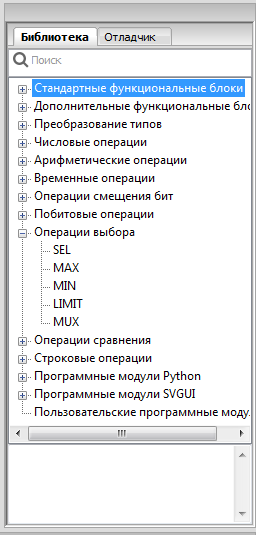 Библиотека Отладчик
Поиск
Стандартные функциональные блоки
Дополнительные функциональные бло
Преобразование типов
Числовые операции
Арифметические операции
Временные операции
Операции смещения бит
Побитовые операции
Операции выбора
SEL
MAX
MIN
LIMIT
MUX
Операции сравнения
Строковые операции
Программные модули Python
Программные модули SVGUI
Пользовательские программные моду